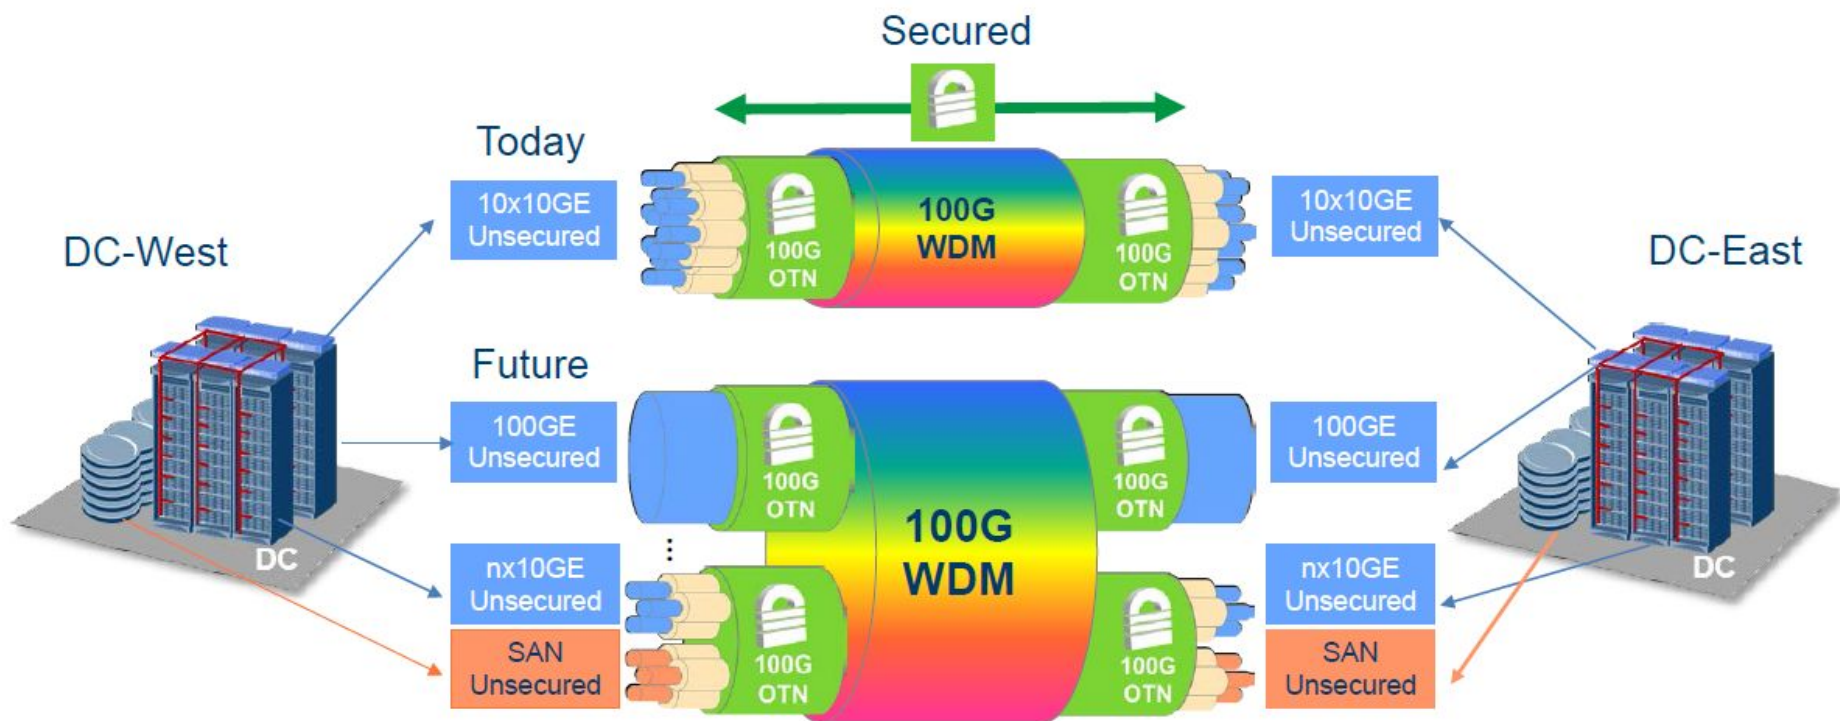 Secured
Today
10x10GE
Unsecured
100G
OTN
100G
WDM
100G
OTN
10x10GE
Unsecured
DC-West
DC-East
Future
100GE
Unsecured
100G
OTN
100G
OTN
100GE
Unsecured
100G
WDM
...
DC
DC
nx10GE
Unsecured
nx10GE
Unsecured
SAN
Unsecured
100G
OTN
100G
OTN
SAN
Unsecured